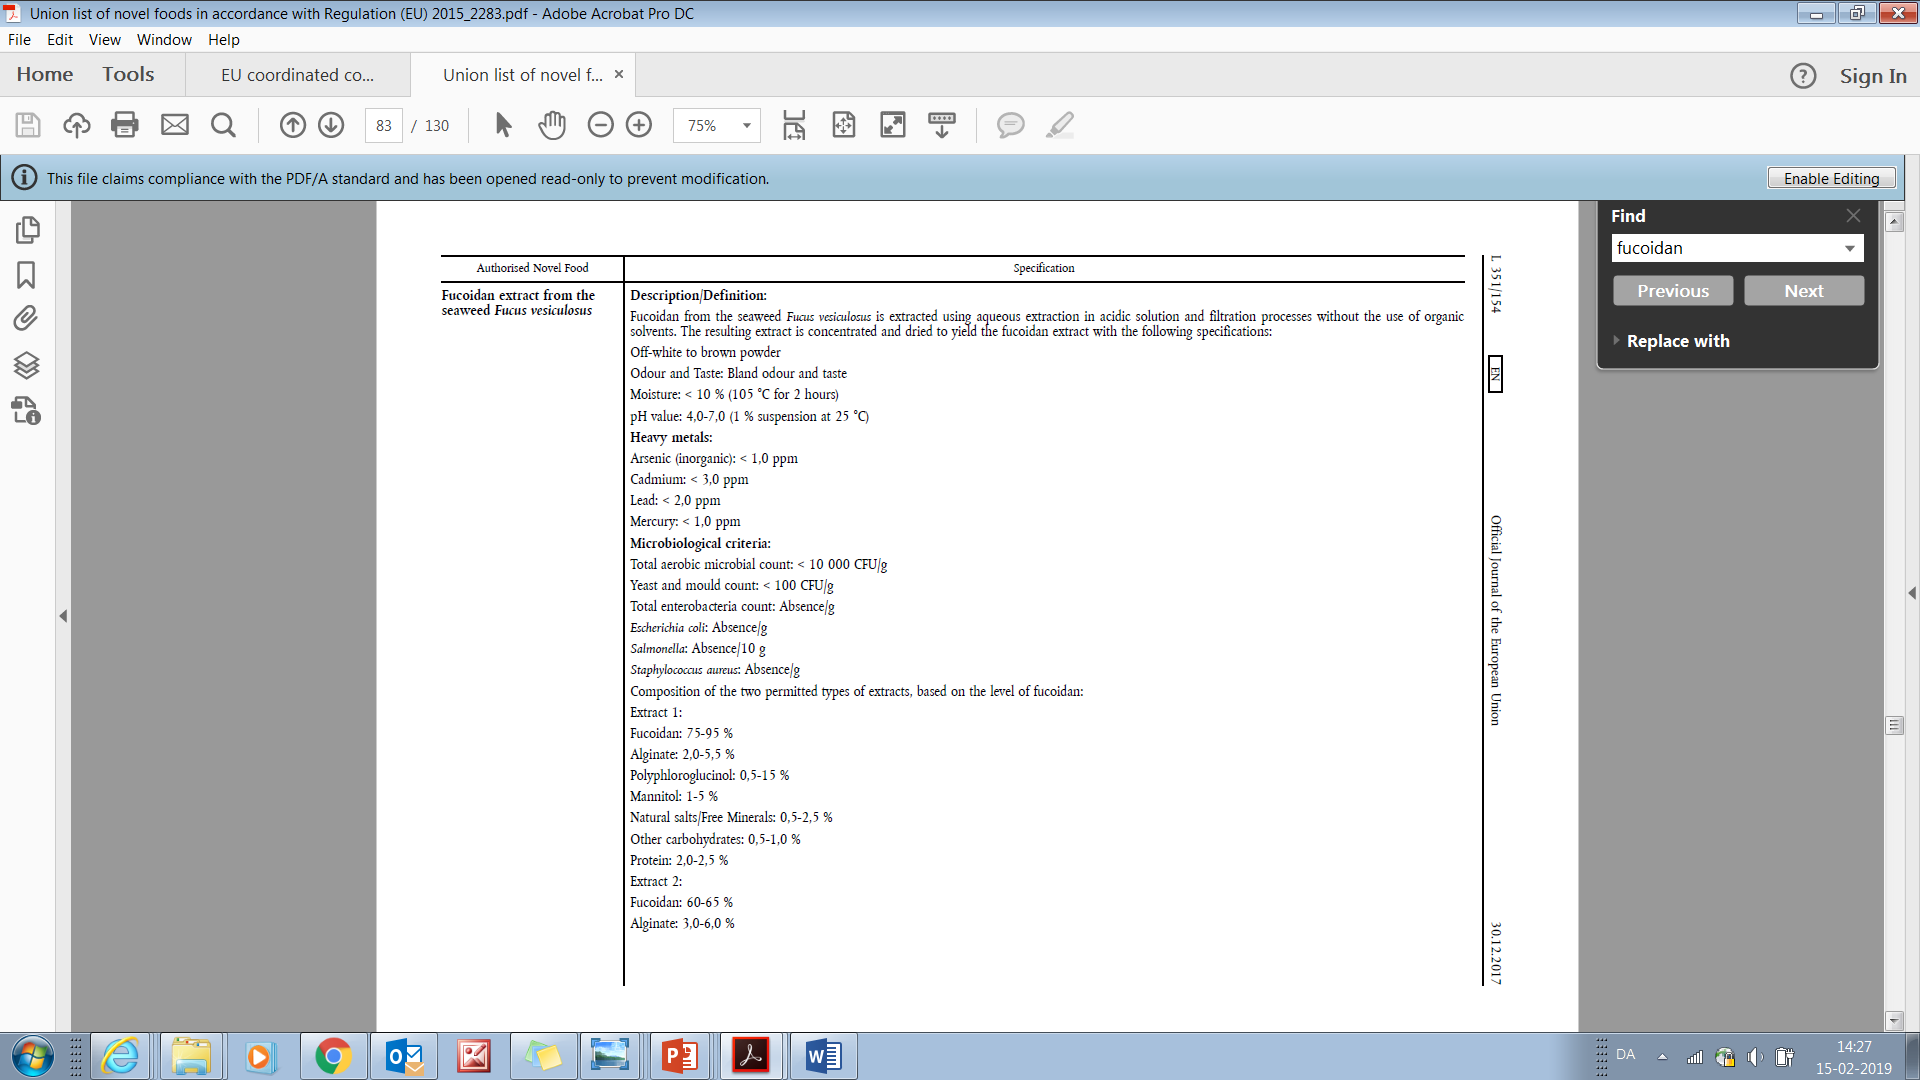 Union list of novel foods in accordance with Regulation (EU) 2015_2283.pdf - Adobe Acrobat Pro DC
File Edit View Window Help
Home Tools EU coordinated co... Union list of novel f... × ? Sign In
83 / 130 75%
This file claims compliance with the PDF/A standard and has been opened read-only to prevent modification. Enable Editing
Find
fucoidan
Previous Next
Replace with
Authorised Novel Food Specification
Fucoidan extract from the
seaweed Fucus vesiculosus
Description/Definition:
Fucoidan from the seaweed Fucus vesiculosus is extracted using aqueous extraction in acidic solution and filtration processes without the use of organic
solvents. The resulting extract is concentrated and dried to yield the fucoidan extract with the following specifications:
Off-white to brown powder
Odour and Taste: Bland odour and taste
Moisture: < 10 % (105 °C for 2 hours)
pH value: 4,0-7,0 (1 % suspension at 25 °C)
Heavy metals:
Arsenic (inorganic): < 1,0 ppm
Cadmium: < 3,0 ppm
Lead: < 2,0 ppm
Mercury: < 1,0 ppm
Microbiological criteria:
Total aerobic microbial count: < 10 000 CFU/g
Yeast and mould count: < 100 CFU/g
Total enterobacteria count: Absence/g
Escherichia coli: Absence/g
Salmonella: Absence/10 g
Staphylococcus aureus: Absence/g
Composition of the two permitted types of extracts, based on the level of fucoidan:
Extract 1:
Fucoidan: 75-95 %
Alginate: 2,0-5,5 %
Polyphloroglucinol: 0,5-15 %
Mannitol: 1-5 %
Natural salts/Free Minerals: 0,5-2,5 %
Other carbohydrates: 0,5-1,0 %
Protein: 2,0-2,5 %
Extract 2:
Fucoidan: 60-65 %
Alginate: 3,0-6,0 %
L 351/154
EN
Official Journal of the European Union
30.12.2017
DA
14:27
15-02-2019